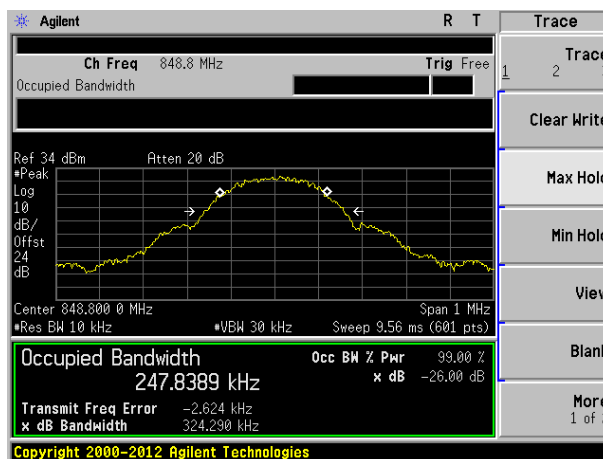 Agilent R T Trace
Ch Freq 848.8 MHz Trig Free
Occupied Bandwidth
Trace
1 2
Clear Write
Max Hold
Min Hold
View
Blank
More
1 of
Ref 34 dBm Atten 20 dB
#Peak
Log
10
dB/
Offst
24
dB
Center 848.800 0 MHz Span 1 MHz
#Res BW 10 kHz #VBW 30 kHz Sweep 9.56 ms (601 pts)
Occupied Bandwidth Occ BW % Pwr 99.00 %
247.8389 kHz x dB -26.00 dB
Transmit Freq Error -2.624 kHz
x dB Bandwidth 324.290 kHz
Copyright 2000-2012 Agilent Technologies